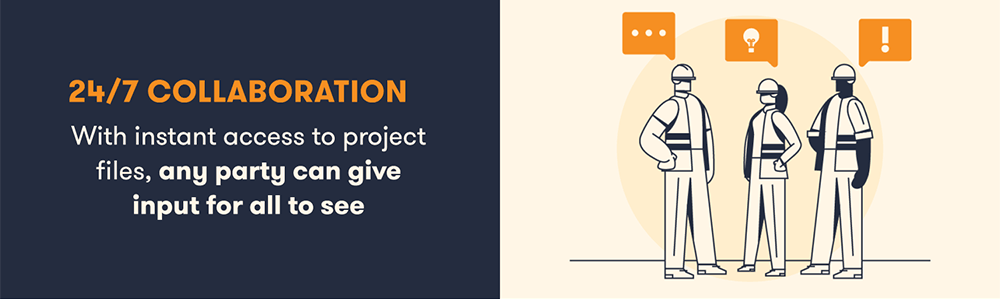 24/7 COLLABORATION
With instant access to project
files, any party can give
input for all to see